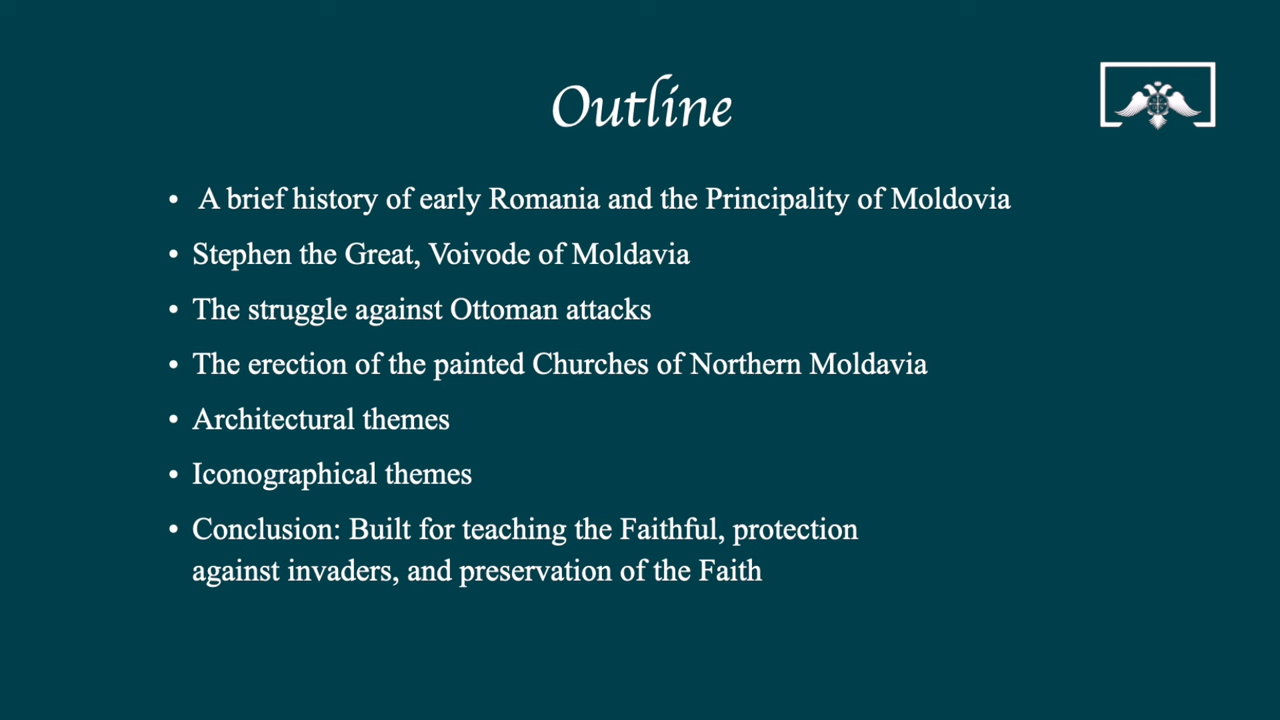 Outline
• A brief history of early Romania and the Principality of Moldovia
• Stephen the Great, Voivode of Moldavia
• The struggle against Ottoman attacks
• The erection of the painted Churches of Northern Moldavia
• Architectural themes
• Iconographical themes
• Conclusion: Built for teaching the Faithful, protection
against invaders, and preservation of the Faith